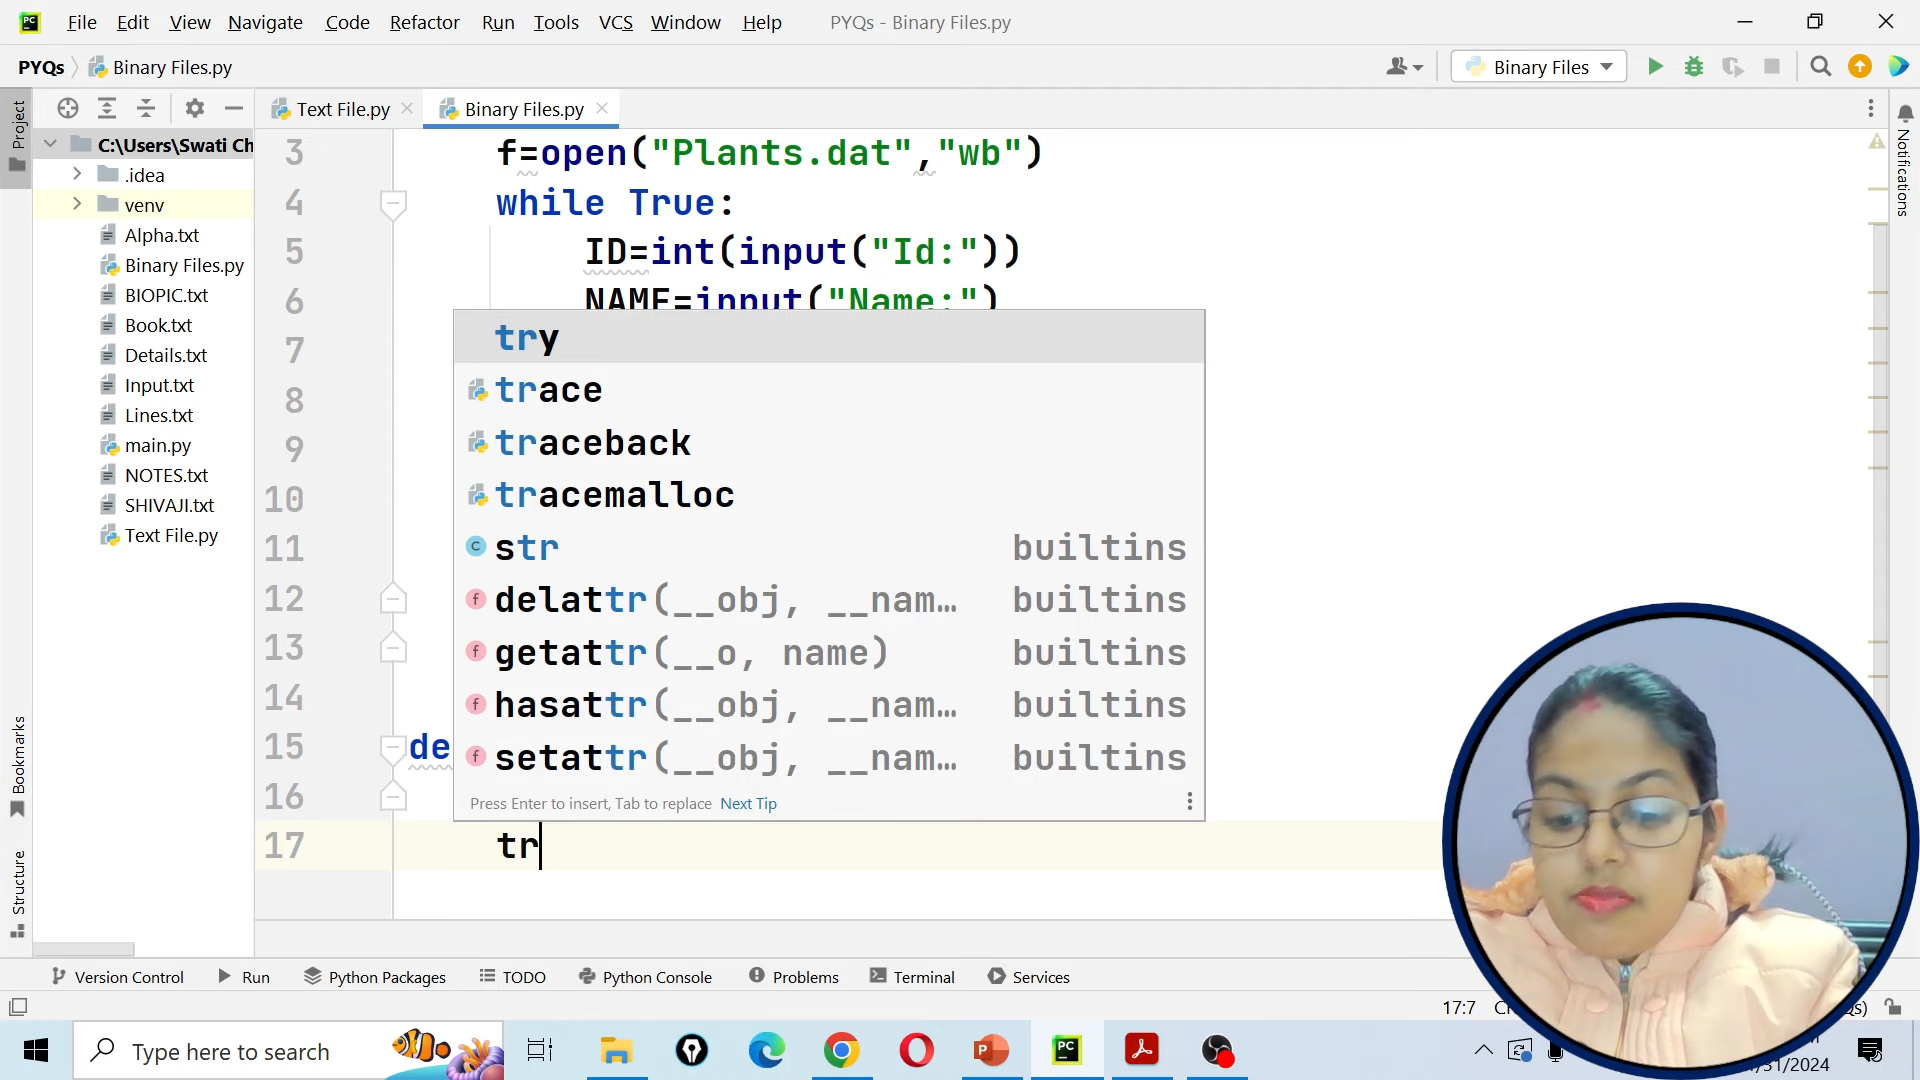 File Edit View Navigate Code Refactor Run Tools VCS Window Help PYQs - Binary Files.py
PYQs Binary Files.py
Binary Files
Project
Text File.py
Binary Files.py
Notifications
C:\Users\Swati Ch
.idea
venv
Alpha.txt
Binary Files.py
BIOPIC.txt
Book.txt
Details.txt
Input.txt
Lines.txt
main.py
NOTES.txt
SHIVAJI.txt
Text File.py
3 f=open("Plants.dat","wb")
4 while True:
5 ID=int(input("Id:"))
6 NAME=input("Name:")
7
8
9
10
11
12
13
14
15 de
16
17 tr
try
trace
traceback
tracemalloc
str builtins
delattr(__obj, __nam… builtins
getattr(__o, name) builtins
hasattr(__obj, __nam… builtins
setattr(__obj, __nam… builtins
Press Enter to insert, Tab to replace Next Tip
Bookmarks
Structure
Version Control Run Python Packages TODO Python Console Problems Terminal Services
17:7
Type here to search